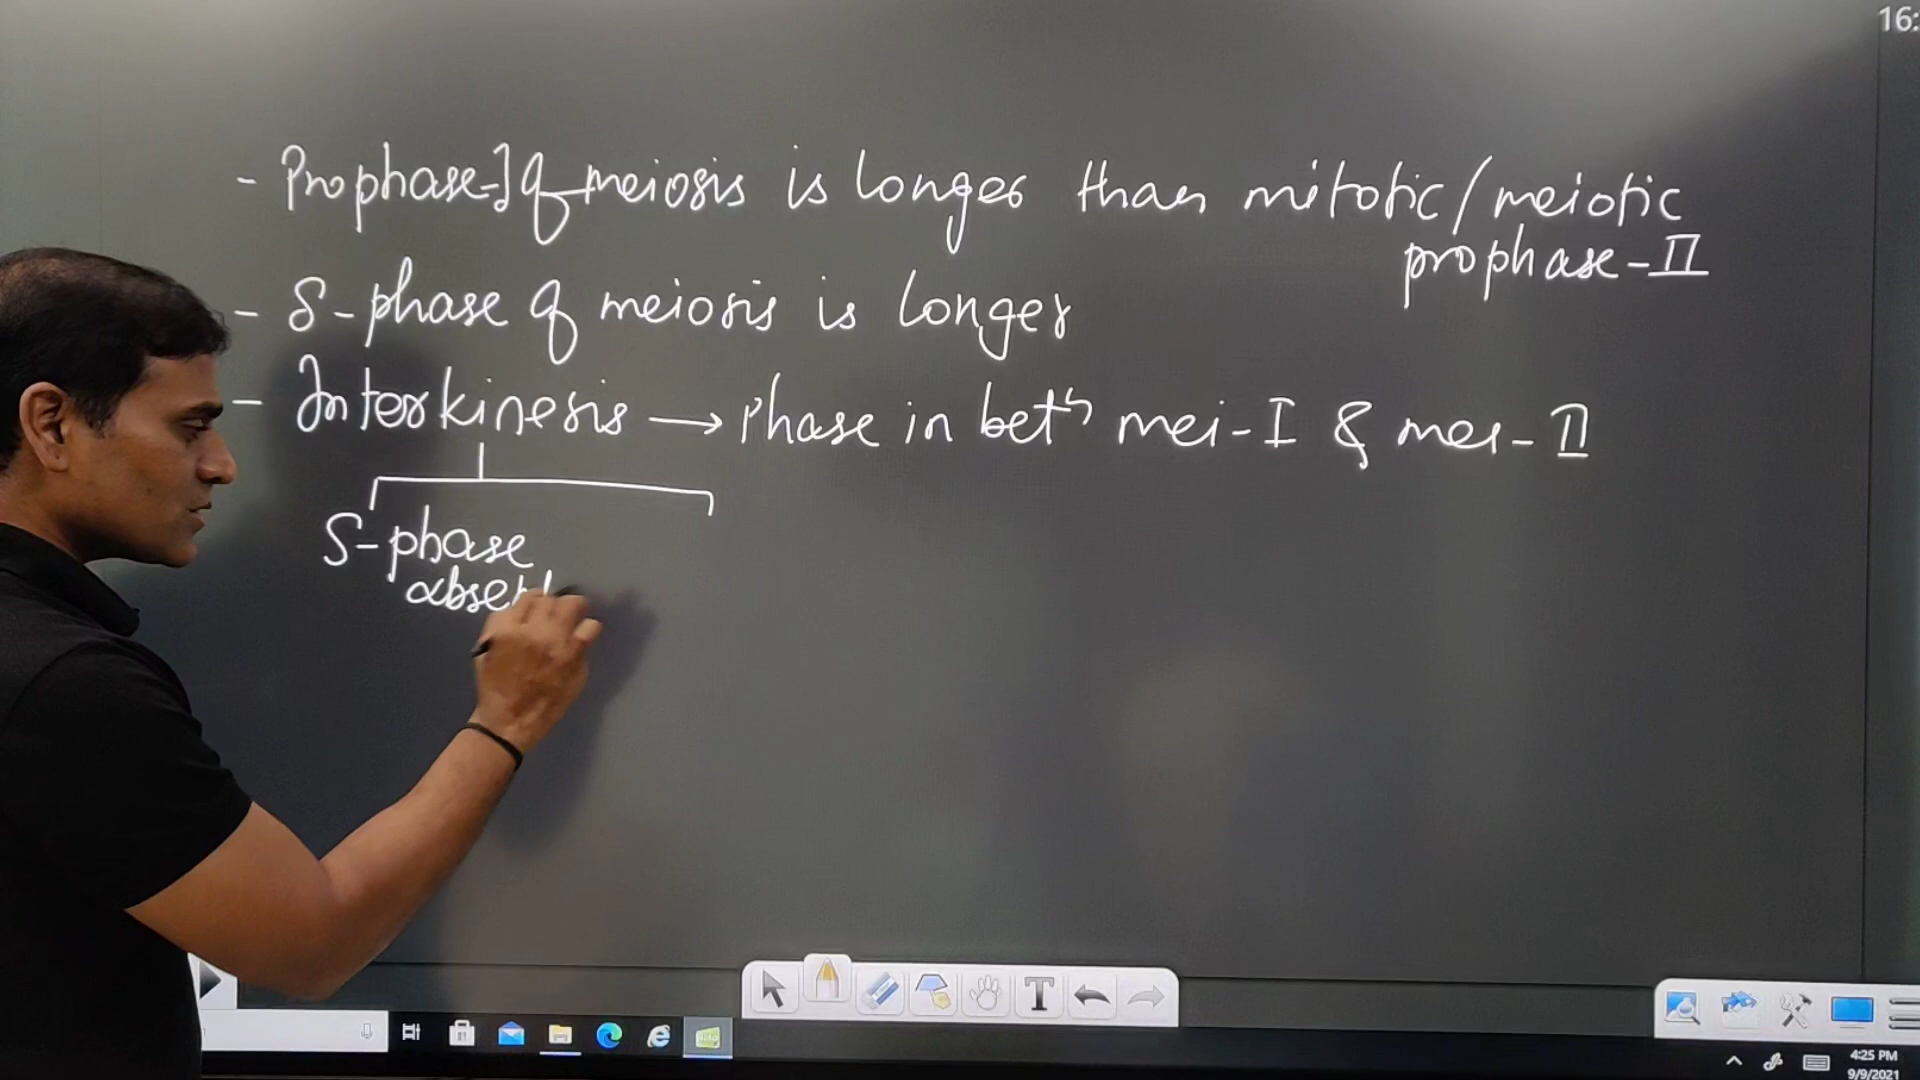 16:
- Prophase-I of meiosis is longer than mitotic/meiotic
prophase-II
- S-phase of meiosis is longer
- Interkinesis → Phase in betⁿ mei-I & mei-II
S-phase
absent
T
4:25 PM
9/9/2021